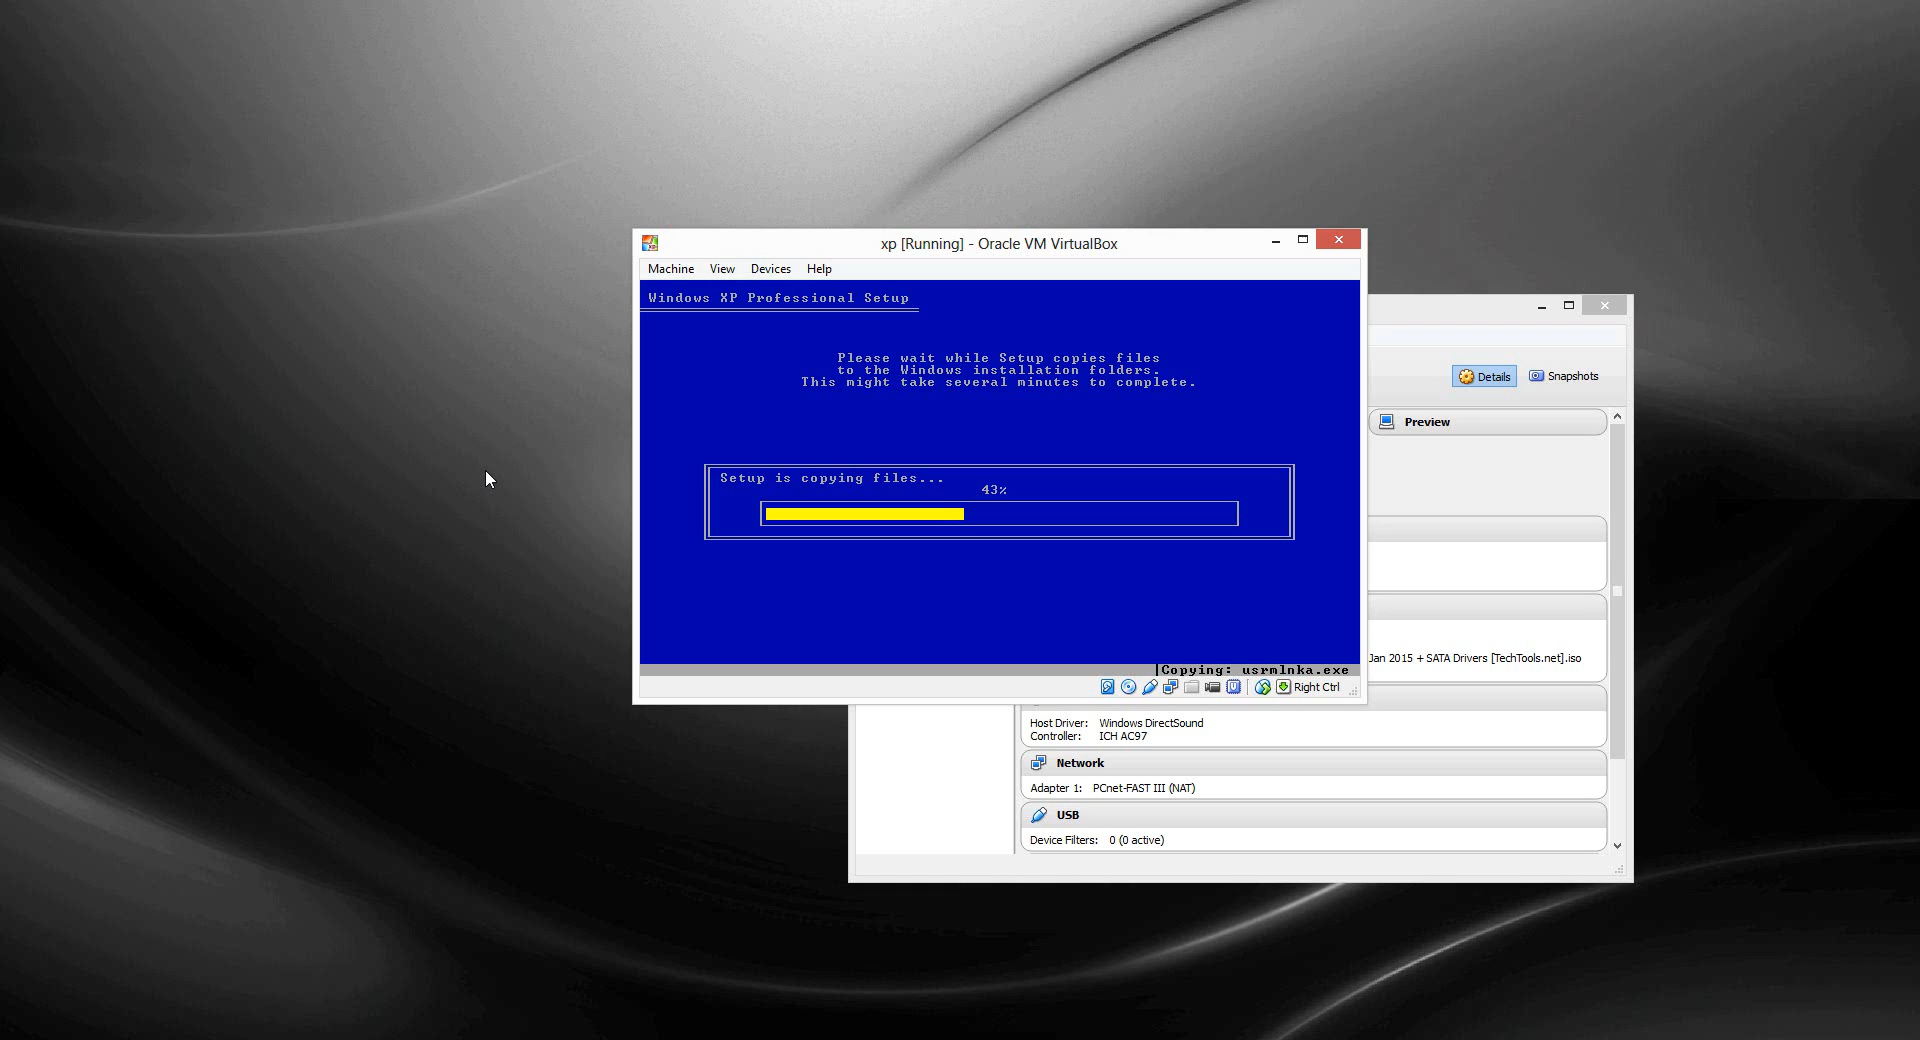 xp [Running] - Oracle VM VirtualBox
Machine View Devices Help
Windows XP Professional Setup
Please wait while Setup copies files
to the Windows installation folders.
This might take several minutes to complete.
Setup is copying files...
43%
Copying: usrmlnka.exe
Right Ctrl
Details Snapshots
Preview
Jan 2015 + SATA Drivers [TechTools.net].iso
Host Driver: Windows DirectSound
Controller: ICH AC97
Network
Adapter 1: PCnet-FAST III (NAT)
USB
Device Filters: 0 (0 active)